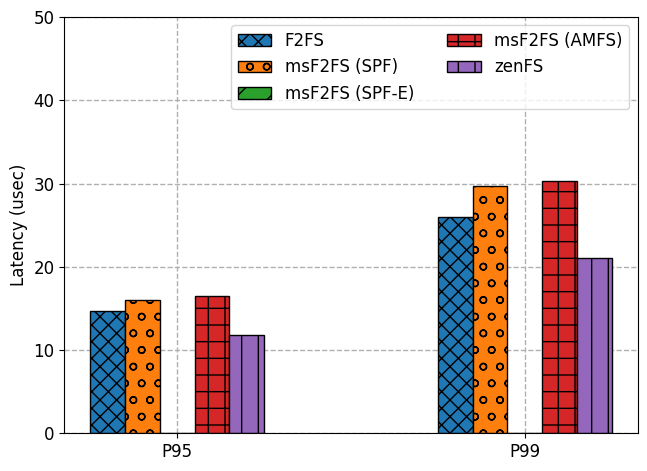 50
40
30
20
10
0
Latency (usec)
F2FS
msF2FS (SPF)
msF2FS (SPF-E)
msF2FS (AMFS)
zenFS
P95
P99